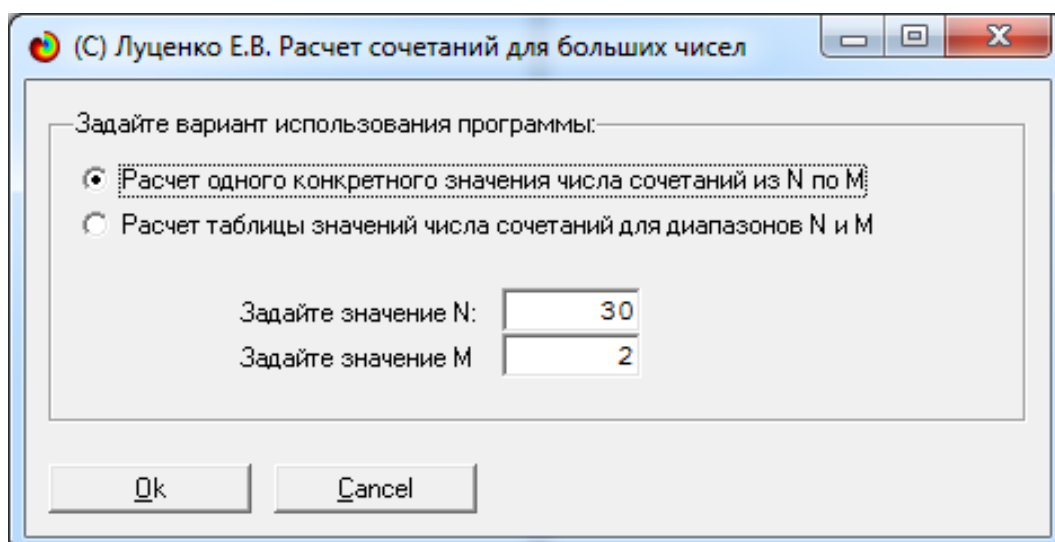 (C) Луценко Е.В. Расчет сочетаний для больших чисел
Задайте вариант использования программы:
Расчет одного конкретного значения числа сочетаний из N по M
Расчет таблицы значений числа сочетаний для диапазонов N и M
Задайте значение N: 30
Задайте значение M 2
Ok Cancel